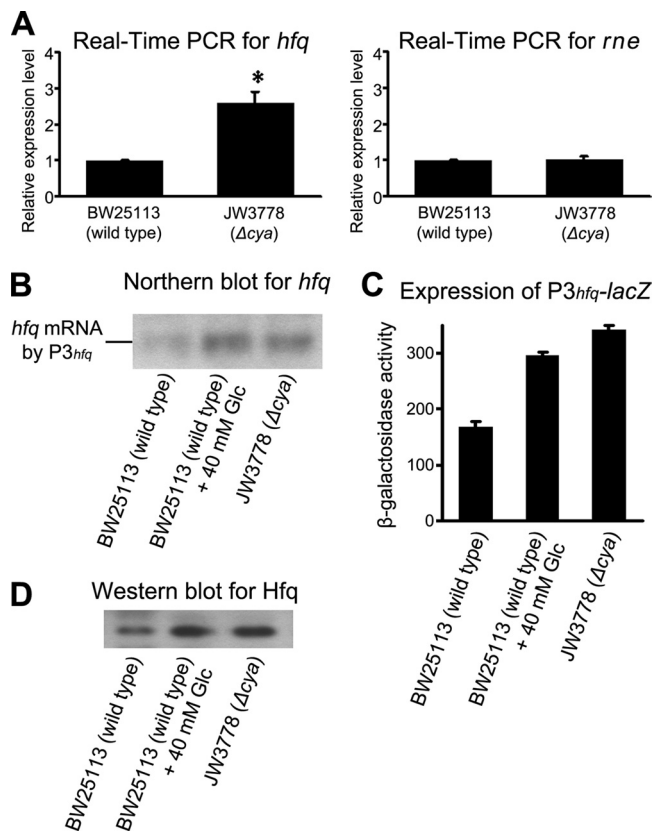 A
Real-Time PCR for hfq
Relative expression level
4
3
2
1
0
*
BW25113
(wild type)
JW3778
(Δcya)
Real-Time PCR for rne
Relative expression level
4
3
2
1
0
BW25113
(wild type)
JW3778
(Δcya)
B
Northern blot for hfq
hfq mRNA
by P3hfq
BW25113 (wild type)
BW25113 (wild type)
+ 40 mM Glc
JW3778 (Δcya)
C
Expression of P3hfq-lacZ
β-galactosidase activity
300
200
100
0
BW25113 (wild type)
BW25113 (wild type)
+ 40 mM Glc
JW3778 (Δcya)
D
Western blot for Hfq
BW25113 (wild type)
BW25113 (wild type)
+ 40 mM Glc
JW3778 (Δcya)